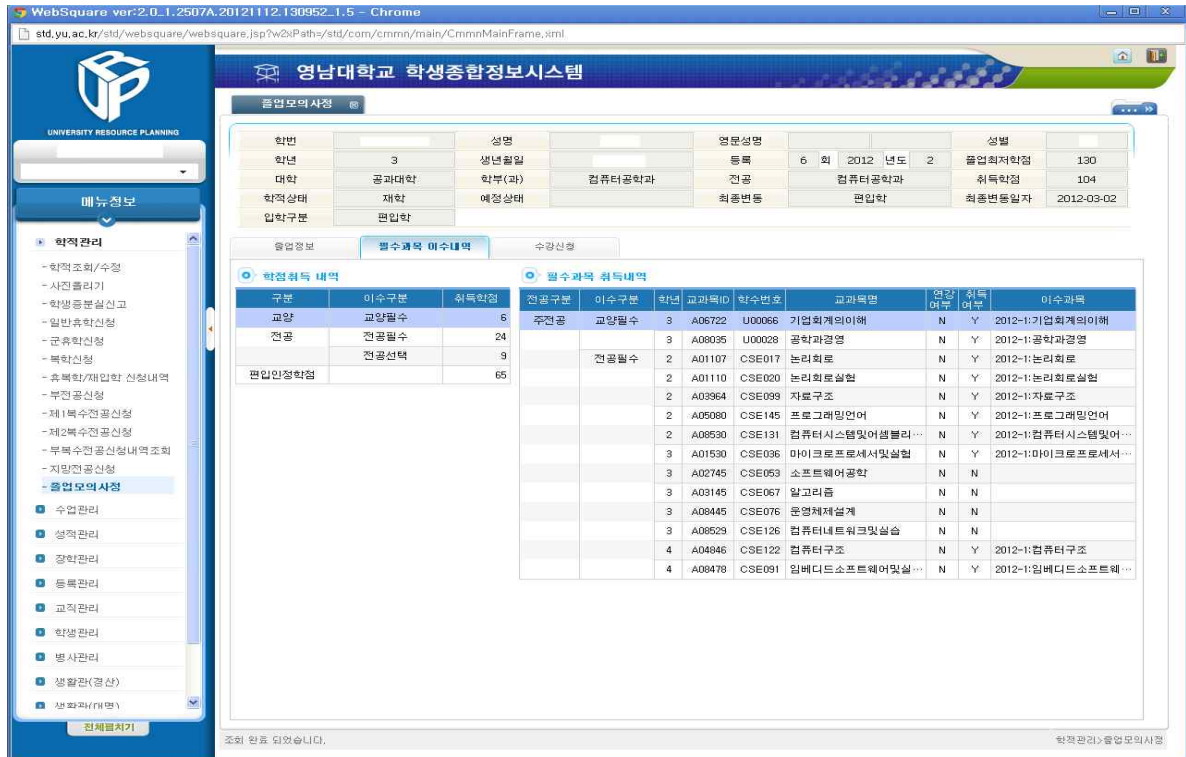 WebSquare ver:2.0_1.2507A.20121112.130952_1.5 - Chrome
std.yu.ac.kr/std/websquare/websquare.jsp?w2xPath=/std/com/cmmn/main/CmmnMainFrame.xml
UP
UNIVERSITY RESOURCE PLANNING
메뉴정보
학적관리
-학적조회/수정
-사진올리기
-학생증분실신고
-일반휴학신청
-군휴학신청
-복학신청
-휴복학/재입학 신청내역
-부전공신청
-제1복수전공신청
-제2복수전공신청
-부복수전공신청내역조회
-지망전공신청
-졸업모의사정
수업관리
성적관리
장학관리
등록관리
교직관리
학생관리
병사관리
생활관(경산)
생활관(대명)
전체펼치기
영남대학교 학생종합정보시스템
졸업모의사정
학번 성명 영문성명 성별
학년 3 생년월일 등록 6 회 2012 년도 2 졸업최저학점 130
대학 공과대학 학부(과) 컴퓨터공학과 전공 컴퓨터공학과 취득학점 104
학적상태 재학 예정상태 최종변동 편입학 최종변동일자 2012-03-02
입학구분 편입학
졸업정보 필수과목 이수내역 수강신청
학점취득 내역
구분 이수구분 취득학점
교양 교양필수 6
전공 전공필수 24
전공선택 9
편입인정학점 65
필수과목 취득내역
전공구분 이수구분 학년 교과목ID 학수번호 교과목명 연강여부 취득여부 이수과목
주전공 교양필수 3 A06722 U00066 기업회계의이해 N Y 2012-1:기업회계의이해
3 A08035 U00028 공학과경영 N Y 2012-1:공학과경영
전공필수 2 A01107 CSE017 논리회로 N Y 2012-1:논리회로
2 A01110 CSE020 논리회로실험 N Y 2012-1:논리회로실험
2 A03964 CSE099 자료구조 N Y 2012-1:자료구조
2 A05080 CSE145 프로그래밍언어 N Y 2012-1:프로그래밍언어
2 A08530 CSE131 컴퓨터시스템및어셈블리… N Y 2012-1:컴퓨터시스템및어…
3 A01530 CSE036 마이크로프로세서및실험 N Y 2012-1:마이크로프로세서…
3 A02745 CSE053 소프트웨어공학 N N
3 A03145 CSE067 알고리즘 N N
3 A08445 CSE076 운영체제설계 N N
3 A08529 CSE126 컴퓨터네트워크및실습 N N
4 A04846 CSE122 컴퓨터구조 N Y 2012-1:컴퓨터구조
4 A08478 CSE091 임베디드소프트웨어및실… N Y 2012-1:임베디드소프트웨…
조회 완료 되었습니다.
학적관리>졸업모의사정